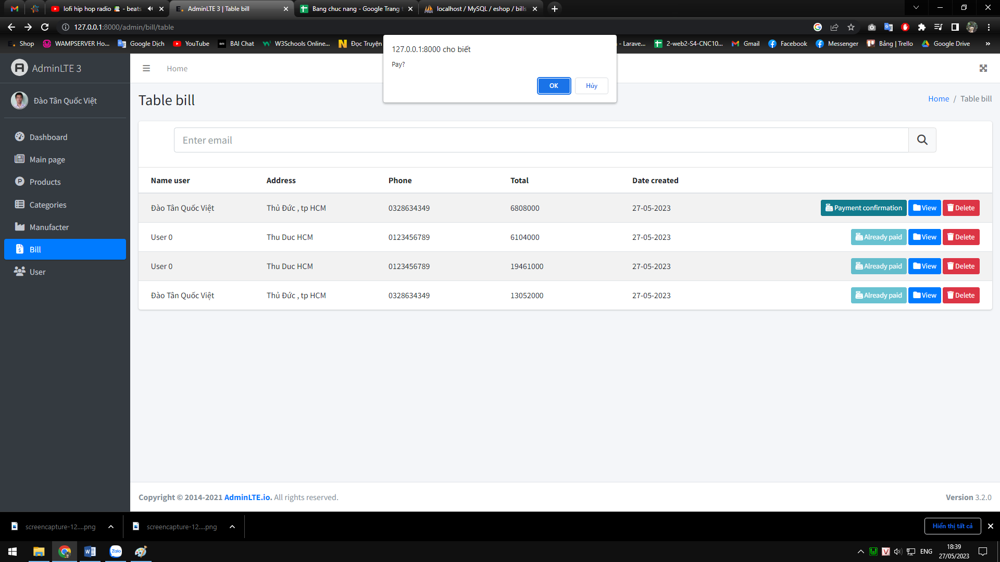 lofi hip hop radio - beats
AdminLTE 3 | Table bill
Bang chuc nang - Google Trang t
localhost / MySQL / eshop / bills
127.0.0.1:8000/admin/bill/table
Shop
WAMPSERVER Ho...
Google Dịch
YouTube
BAI Chat
W3Schools Online...
Đọc Truyện
- Larave...
2-web2-S4-CNC10...
Gmail
Facebook
Messenger
Bảng | Trello
Google Drive
»
127.0.0.1:8000 cho biết
Pay?
OK
Hủy
AdminLTE 3
Home
Đào Tân Quốc Việt
Table bill
Home / Table bill
Dashboard
Main page
Products
Categories
Manufacter
Bill
User
Enter email
Name user Address Phone Total Date created
Đào Tân Quốc Việt Thủ Đức , tp HCM 0328634349 6808000 27-05-2023 Payment confirmation View Delete
User 0 Thu Duc HCM 0123456789 6104000 27-05-2023 Already paid View Delete
User 0 Thu Duc HCM 0123456789 19461000 27-05-2023 Already paid View Delete
Đào Tân Quốc Việt Thủ Đức , tp HCM 0328634349 13052000 27-05-2023 Already paid View Delete
Copyright © 2014-2021 AdminLTE.io. All rights reserved.
Version 3.2.0
screencapture-12....png
screencapture-12....png
Hiển thị tất cả
Zalo
ENG
18:39
27/05/2023